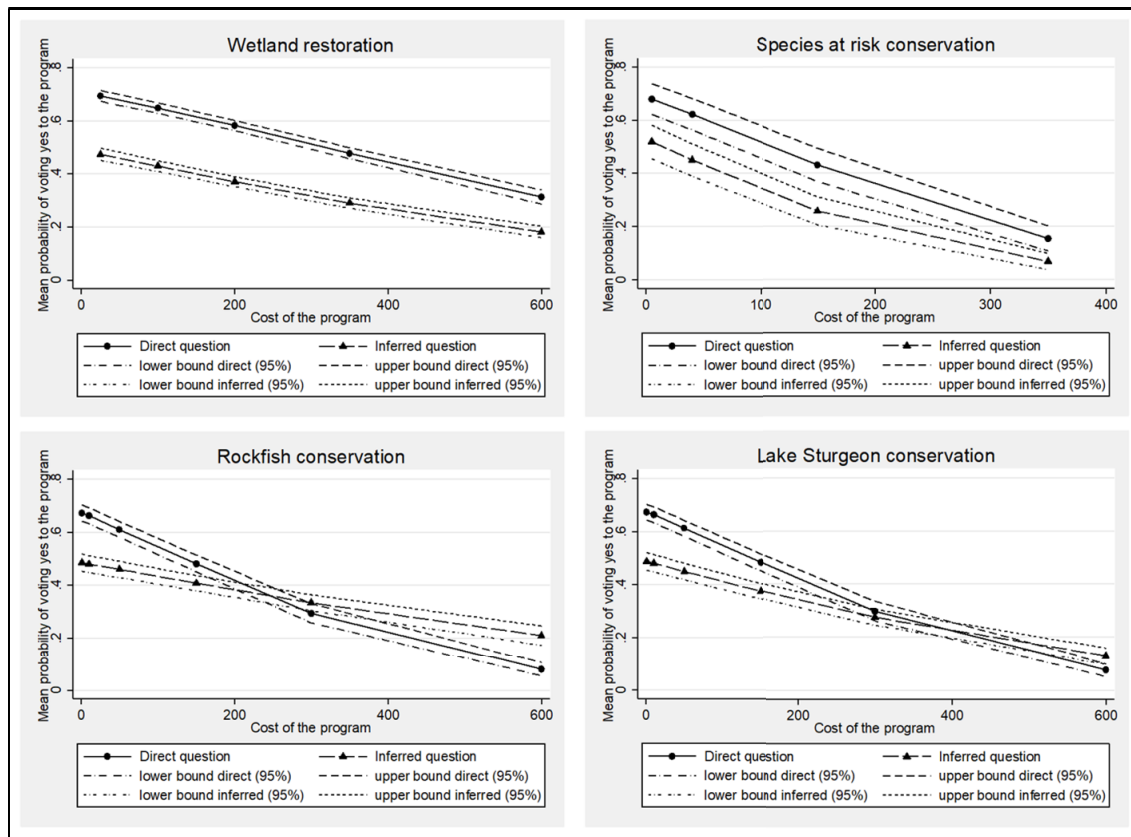 Wetland restoration
Mean probability of voting yes to the program
.8
.6
.4
.2
0
0
200
400
600
Cost of the program
Direct question
Inferred question
lower bound direct (95%)
upper bound direct (95%)
lower bound inferred (95%)
upper bound inferred (95%)
Species at risk conservation
Mean probability of voting yes to the program
.8
.6
.4
.2
0
0
100
200
300
400
Cost of the program
Direct question
Inferred question
lower bound direct (95%)
upper bound direct (95%)
lower bound inferred (95%)
upper bound inferred (95%)
Rockfish conservation
Mean probability of voting yes to the program
.8
.6
.4
.2
0
0
200
400
600
Cost of the program
Direct question
Inferred question
lower bound direct (95%)
upper bound direct (95%)
lower bound inferred (95%)
upper bound inferred (95%)
Lake Sturgeon conservation
Mean probability of voting yes to the program
.8
.6
.4
.2
0
0
200
400
600
Cost of the program
Direct question
Inferred question
lower bound direct (95%)
upper bound direct (95%)
lower bound inferred (95%)
upper bound inferred (95%)